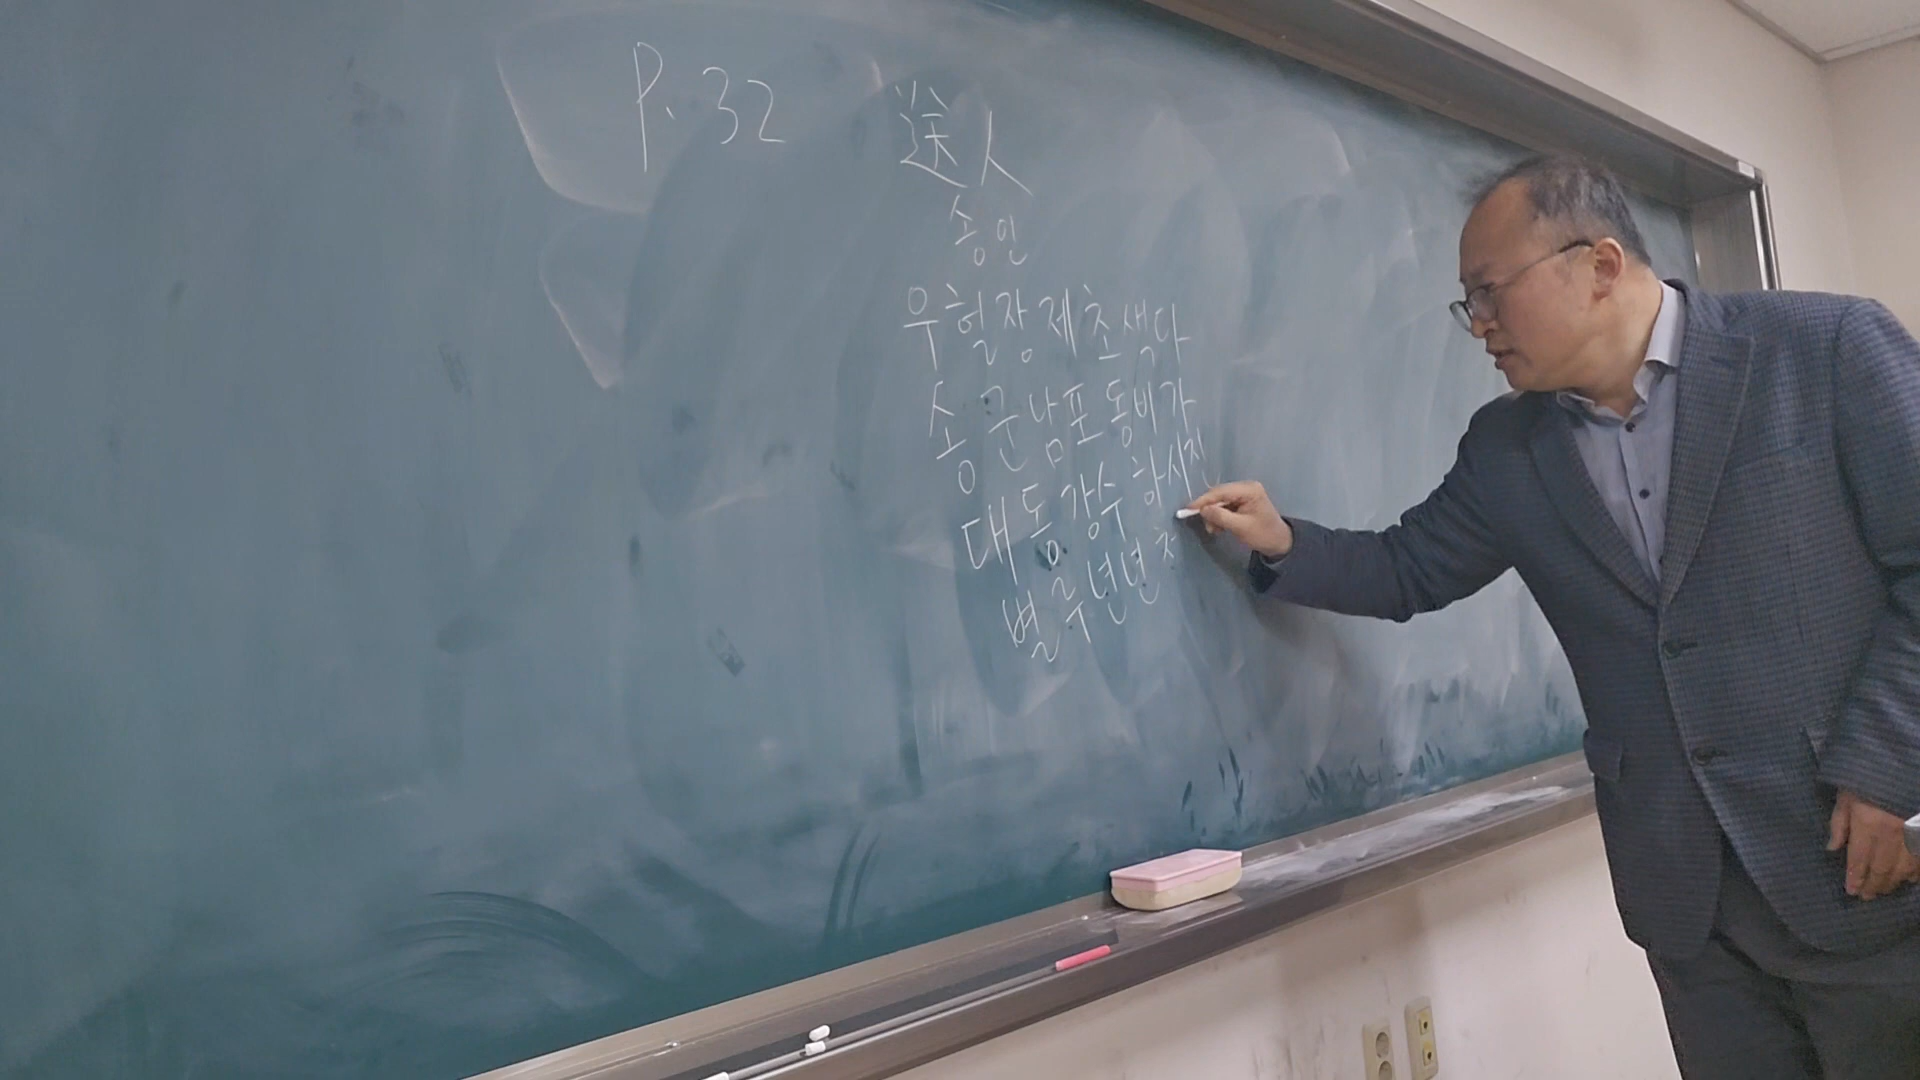 P. 32
送人
송인
우헐장제초색다
송군남포동비가
대동강수하시진
별루년년처